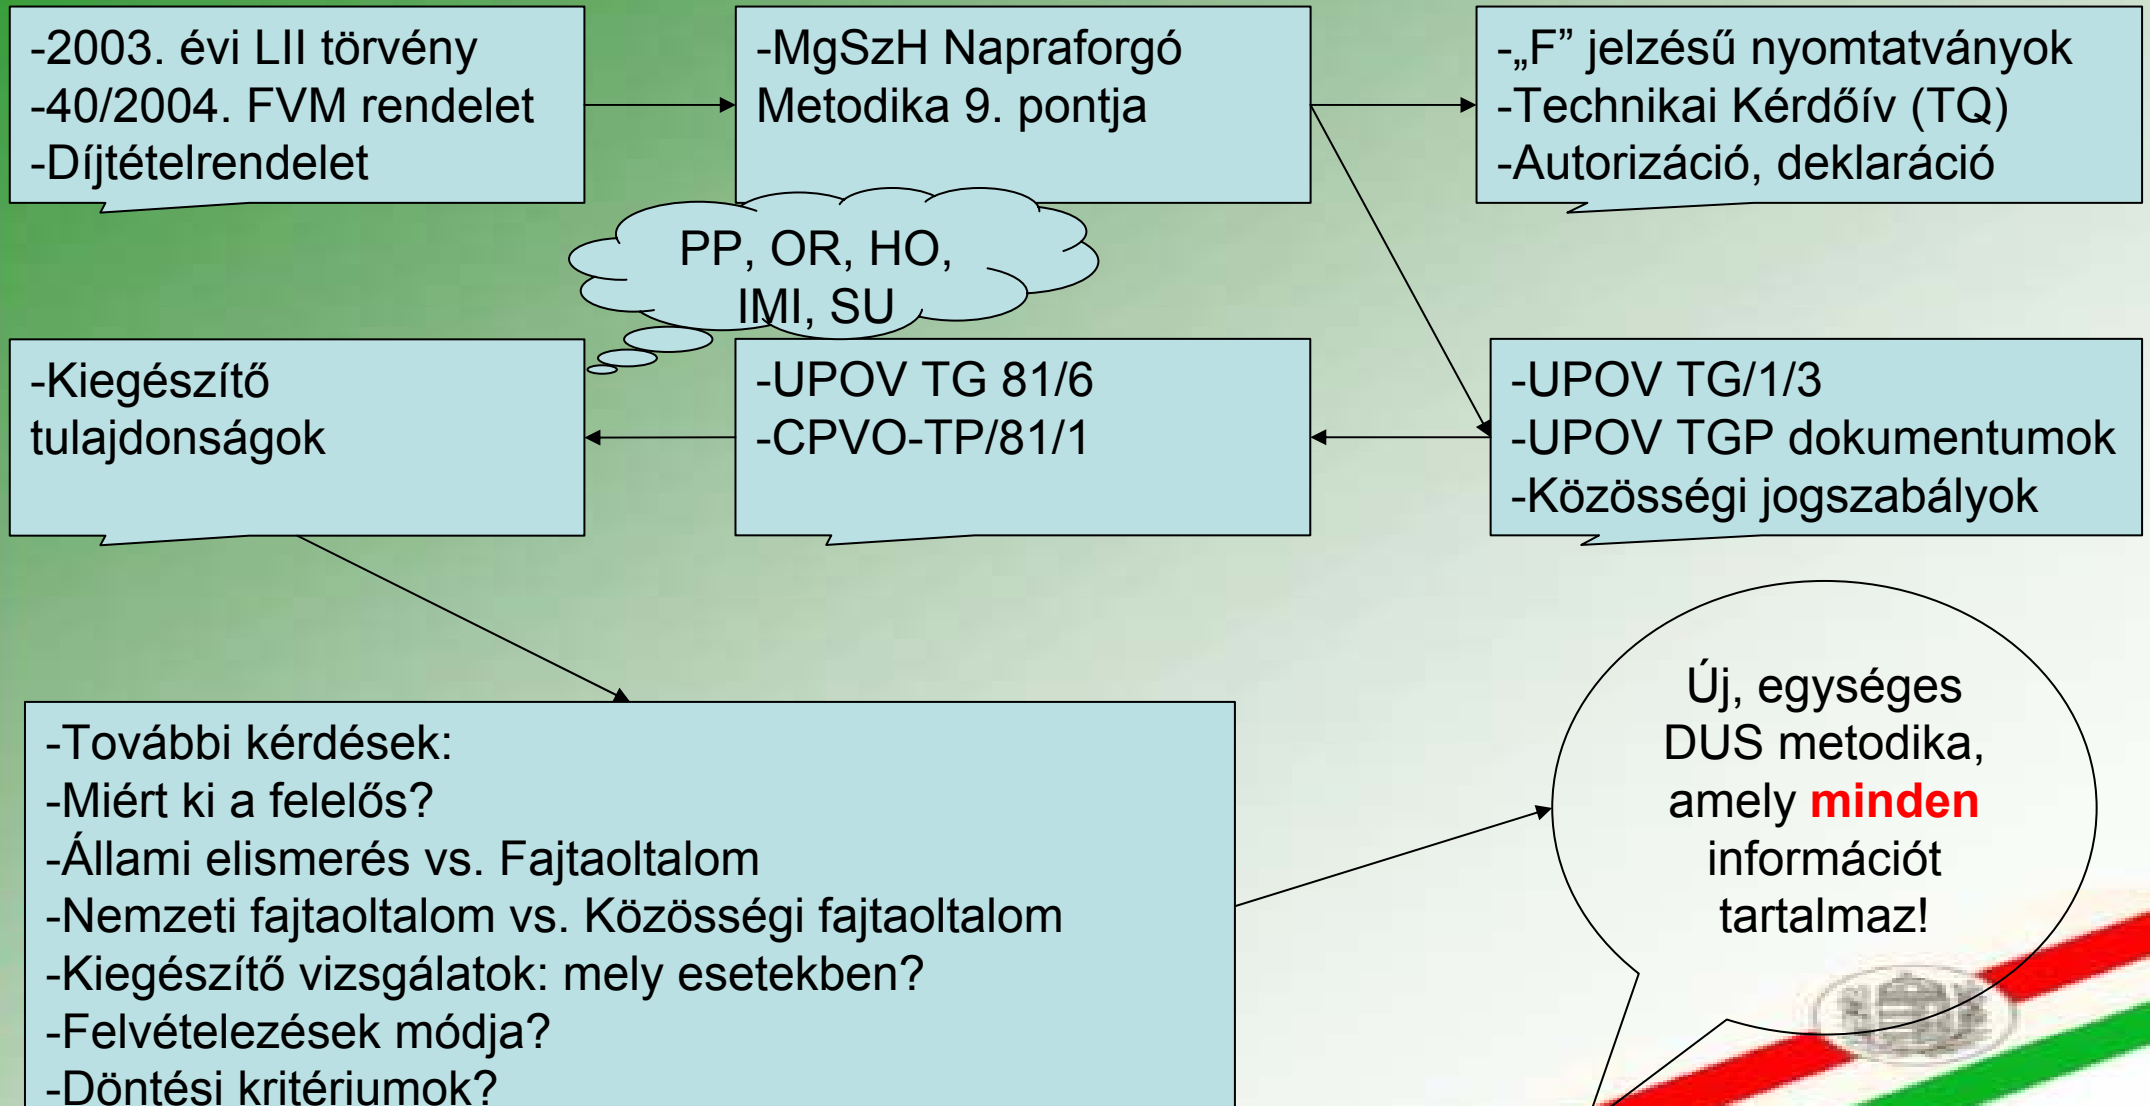 -2003. évi LII törvény
-40/2004. FVM rendelet
-Díjtételrendelet
-MgSzH Napraforgó
Metodika 9. pontja
-„F” jelzésű nyomtatványok
-Technikai Kérdőív (TQ)
-Autorizáció, deklaráció
PP, OR, HO,
IMI, SU
-Kiegészítő
tulajdonságok
-UPOV TG 81/6
-CPVO-TP/81/1
-UPOV TG/1/3
-UPOV TGP dokumentumok
-Közösségi jogszabályok
-További kérdések:
-Miért ki a felelős?
-Állami elismerés vs. Fajtaoltalom
-Nemzeti fajtaoltalom vs. Közösségi fajtaoltalom
-Kiegészítő vizsgálatok: mely esetekben?
-Felvételezések módja?
-Döntési kritériumok?
Új, egységes
DUS metodika,
amely minden
információt
tartalmaz!